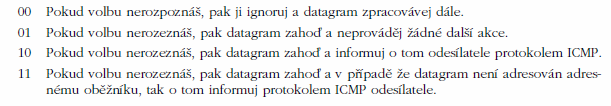 00 Pokud volbu nerozpoznáš, pak ji ignoruj a datagram zpracovávej dále.
01 Pokud volbu nerozeznáš, pak datagram zahoď a neprováděj žádné další akce.
10 Pokud volbu nerozezneš, pak datagram zahoď a informuj o tom odesílatele protokolem ICMP.
11 Pokud volbu nerozeznáš, pak datagram zahoď a v případě že datagram není adresován adres-
nému oběžníku, tak o tom informuj protokolem ICMP odesílatele.